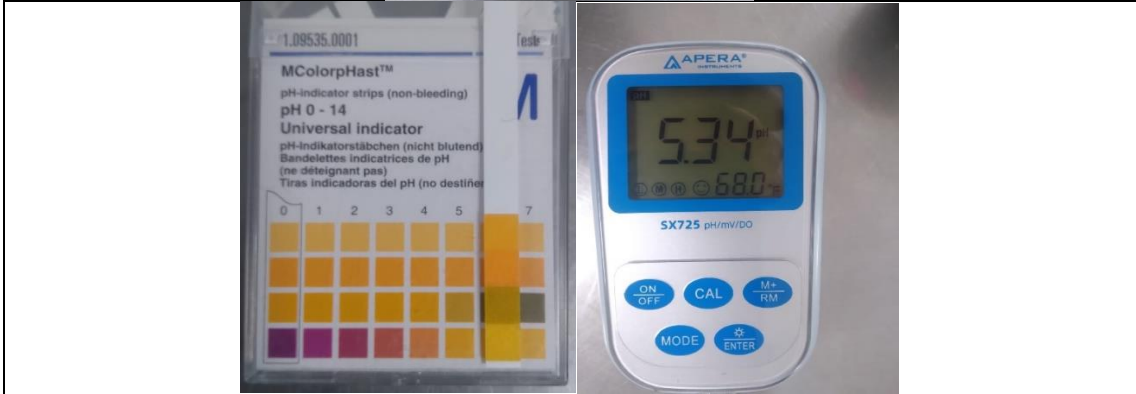 1.09535.0001
Test
MColorpHast™
pH-indicator strips (non-bleeding)
pH 0 - 14
Universal indicator
pH-Indikatorstäbchen (nicht blutend)
Bandelettes indicatrices de pH
(ne déteignant pas)
Tiras indicadoras del pH (no destiñen
0 1 2 3 4 5 7
APERA®
INSTRUMENTS
pH
5.34 pH
L M H 68.0
SX725 pH/mV/DO
ON
OFF
CAL
M+
RM
MODE
ENTER